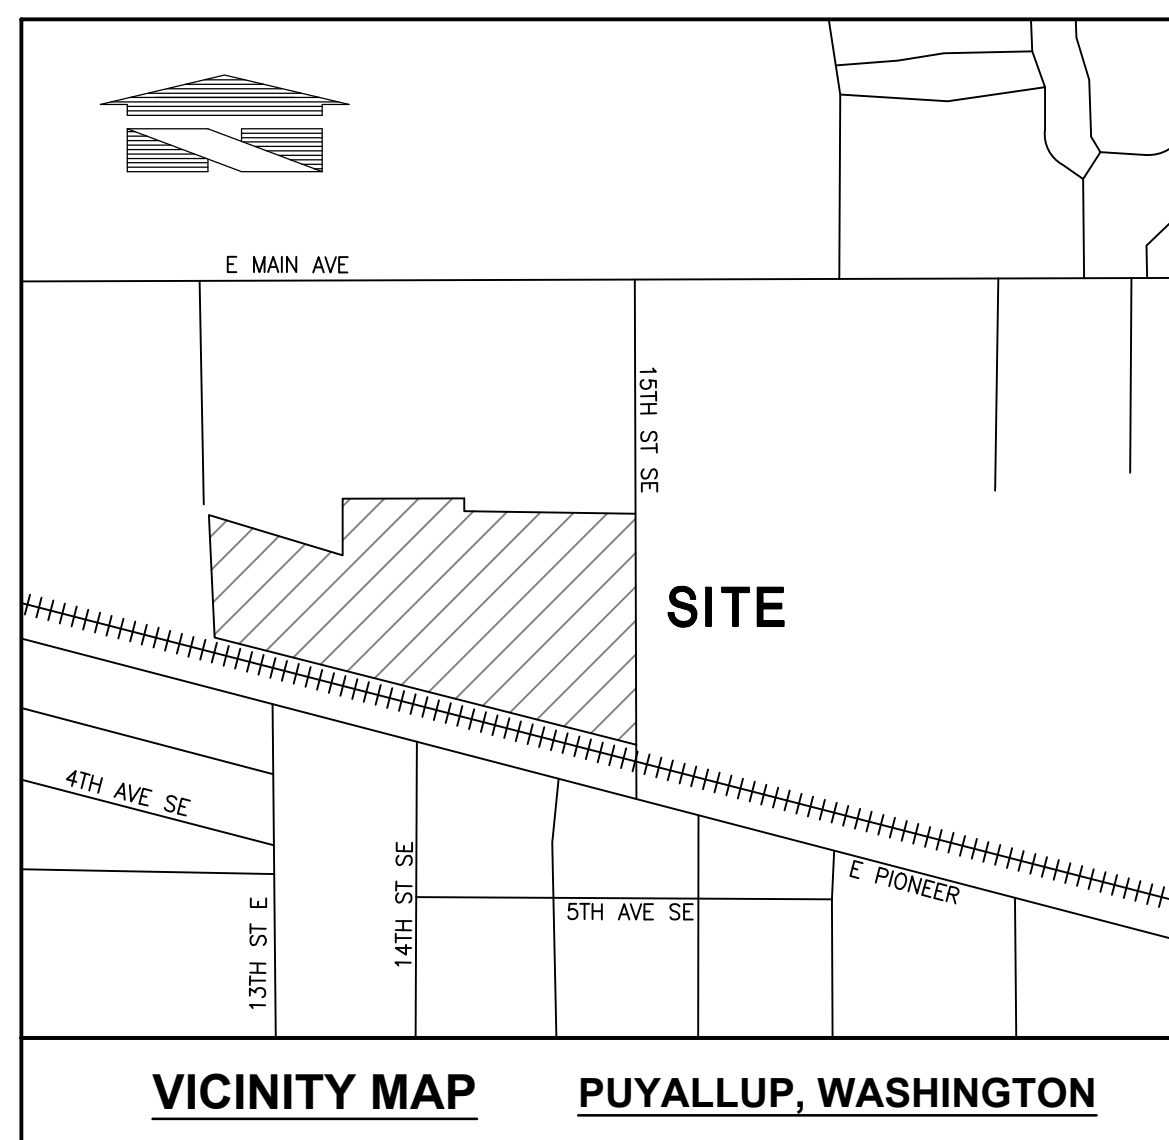 E MAIN AVE
15TH ST SE
SITE
4TH AVE SE
13TH ST E
14TH ST SE
5TH AVE SE
E PIONEER
VICINITY MAP
PUYALLUP, WASHINGTON